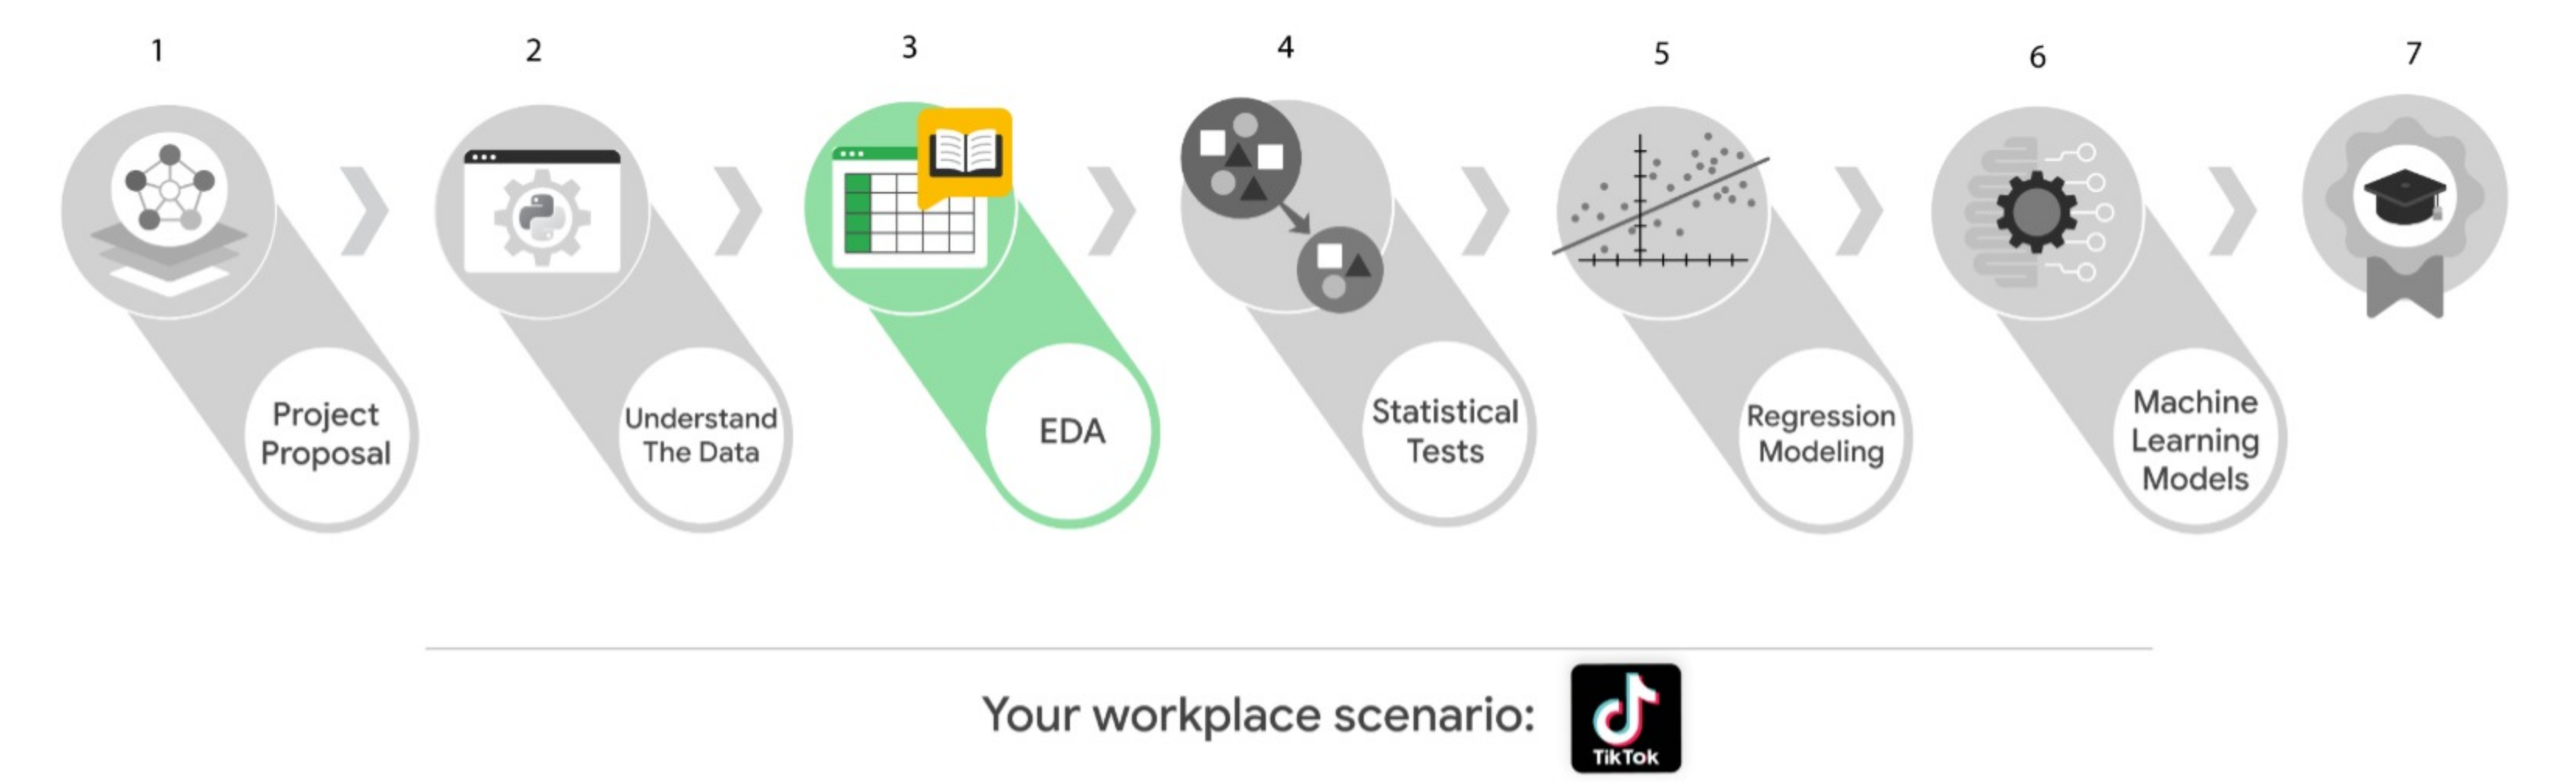 1
2
3
4
5
6
7
Project
Proposal
Understand
The Data
EDA
Statistical
Tests
Regression
Modeling
Machine
Learning
Models
Your workplace scenario:
TikTok